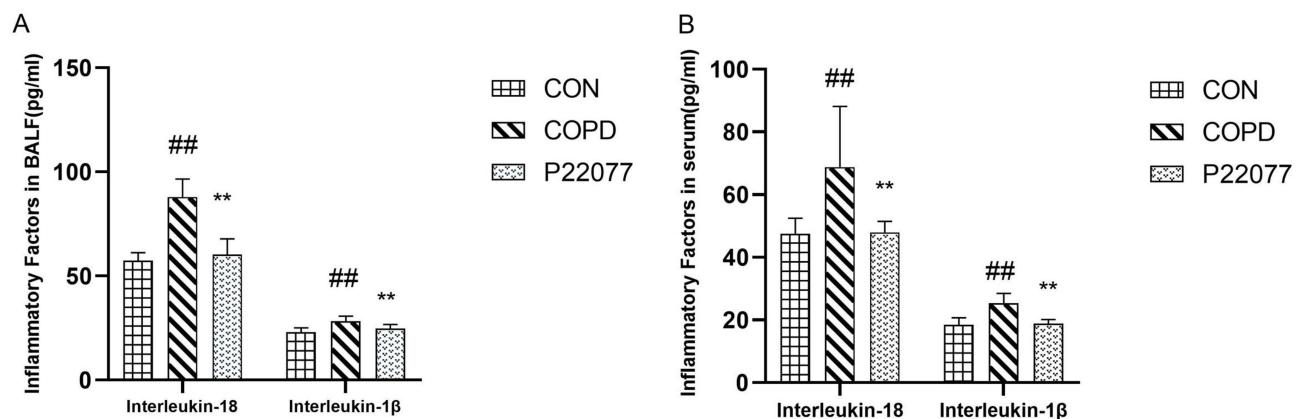 A
Inflammatory Factors in BALF(pg/ml)
150
100
50
0
##
**
##
**
Interleukin-18
Interleukin-1β
CON
COPD
P22077
B
Inflammatory Factors in serum(pg/ml)
100
80
60
40
20
0
##
**
##
**
Interleukin-18
Interleukin-1β
CON
COPD
P22077